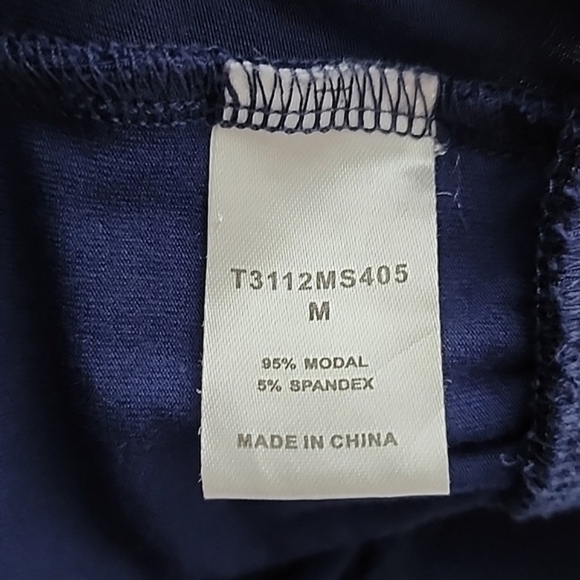 T3112MS405
M
95% MODAL
5% SPANDEX
MADE IN CHINA